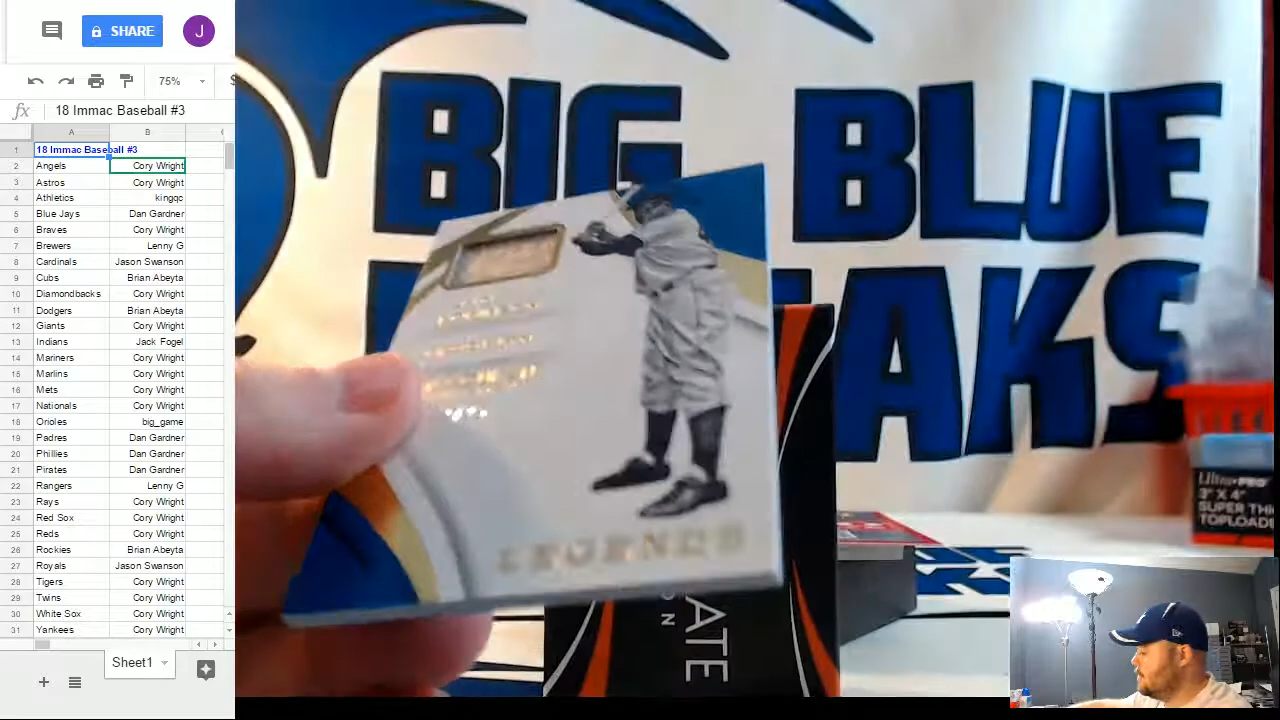 SHARE
J
75%
$
fx
18 Immac Baseball #3
A
B
1 18 Immac Baseball #3
2 Angels Cory Wright
3 Astros Cory Wright
4 Athletics kingqc
5 Blue Jays Dan Gardner
6 Braves Cory Wright
7 Brewers Lenny G
8 Cardinals Jason Swanson
9 Cubs Brian Abeyta
10 Diamondbacks Cory Wright
11 Dodgers Brian Abeyta
12 Giants Cory Wright
13 Indians Jack Fogel
14 Mariners Cory Wright
15 Marlins Cory Wright
16 Mets Cory Wright
17 Nationals Cory Wright
18 Orioles big_game
19 Padres Dan Gardner
20 Phillies Dan Gardner
21 Pirates Dan Gardner
22 Rangers Lenny G
23 Rays Cory Wright
24 Red Sox Cory Wright
25 Reds Cory Wright
26 Rockies Brian Abeyta
27 Royals Jason Swanson
28 Tigers Cory Wright
29 Twins Cory Wright
30 White Sox Cory Wright
31 Yankees Cory Wright
Sheet1
BIG BLUE
AKS
LEGENDS
ATE
ON
Ultra PRO
3" X 4"
SUPER THI
TOPLOADE